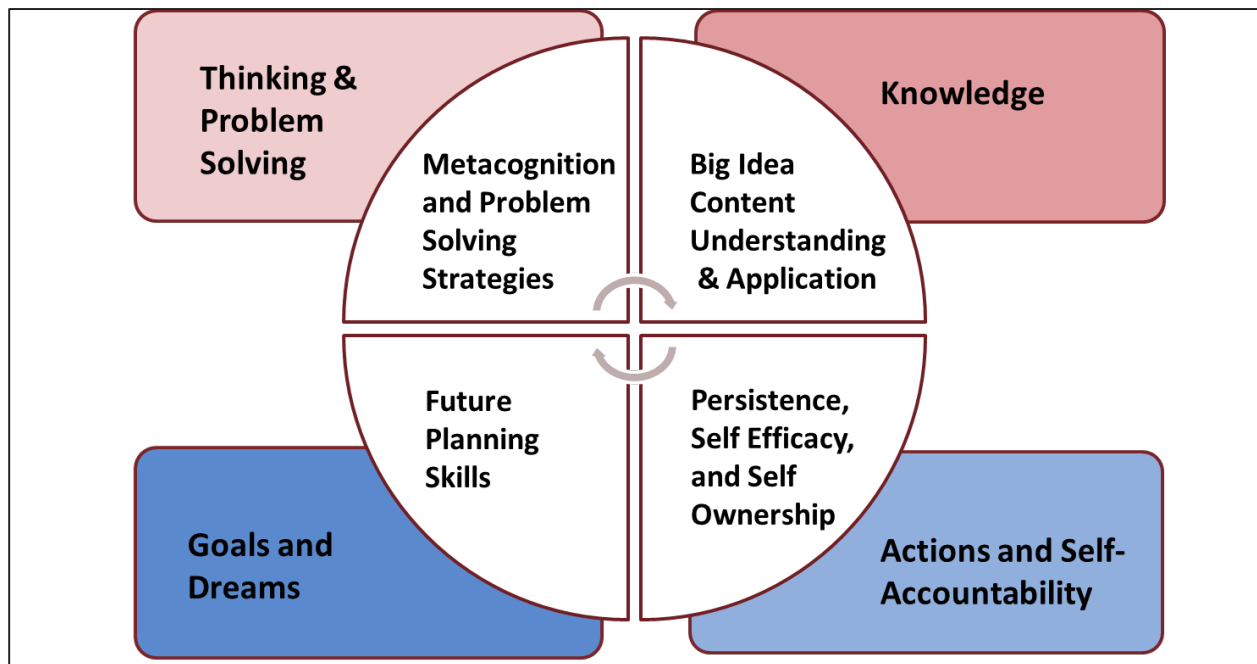 Thinking &
Problem
Solving
Metacognition
and Problem
Solving
Strategies
Knowledge
Big Idea
Content
Understanding
& Application
Goals and
Dreams
Future
Planning
Skills
Persistence,
Self Efficacy,
and Self
Ownership
Actions and Self-
Accountability